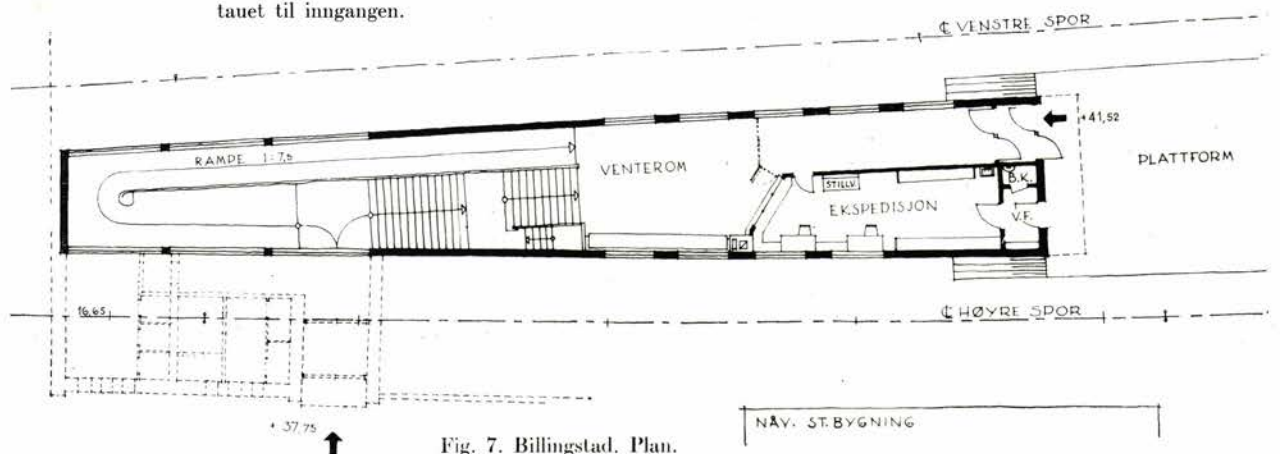 tauet til inngangen.
℄ VENSTRE SPOR
+41,52
RAMPE 1=7,5
VENTEROM
PLATTFORM
STILLV.
B.K.
EKSPEDISJON
V.F.
16,65
℄ HØYRE SPOR
+ 37,75
NÅV. ST. BYGNING
Fig. 7. Billingstad. Plan.